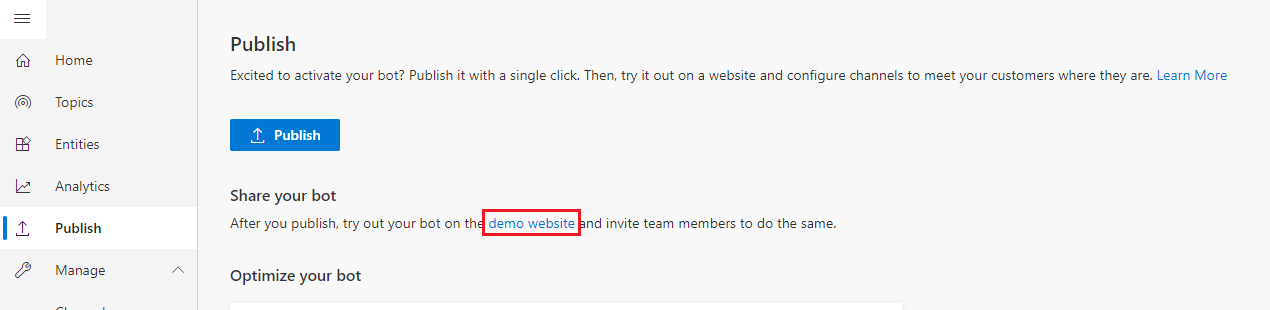 Publish
Excited to activate your bot? Publish it with a single click. Then, try it out on a website and configure channels to meet your customers where they are. Learn More
Home
Topics
Entities
Analytics
Publish
Manage
Publish
Share your bot
After you publish, try out your bot on the demo website and invite team members to do the same.
Optimize your bot